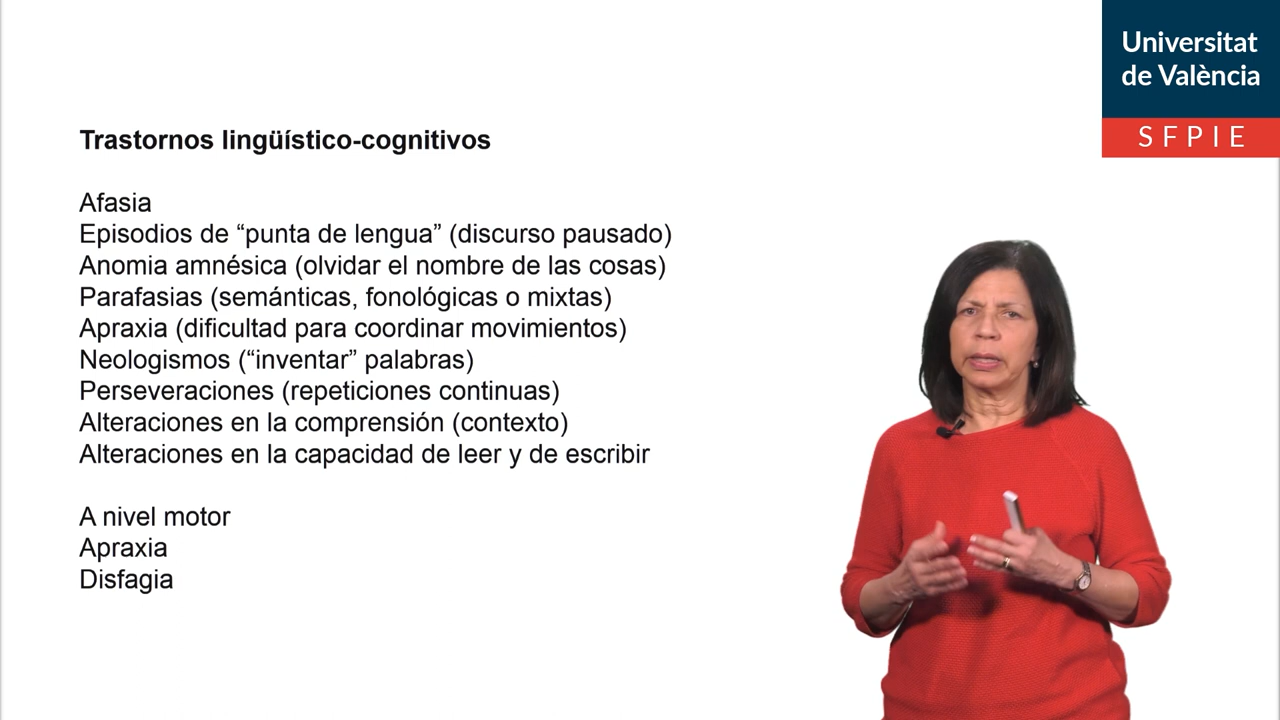 Universitat
de València
SFPIE
Trastornos lingüístico-cognitivos
Afasia
Episodios de “punta de lengua” (discurso pausado)
Anomia amnésica (olvidar el nombre de las cosas)
Parafasias (semánticas, fonológicas o mixtas)
Apraxia (dificultad para coordinar movimientos)
Neologismos (“inventar” palabras)
Perseveraciones (repeticiones continuas)
Alteraciones en la comprensión (contexto)
Alteraciones en la capacidad de leer y de escribir
A nivel motor
Apraxia
Disfagia